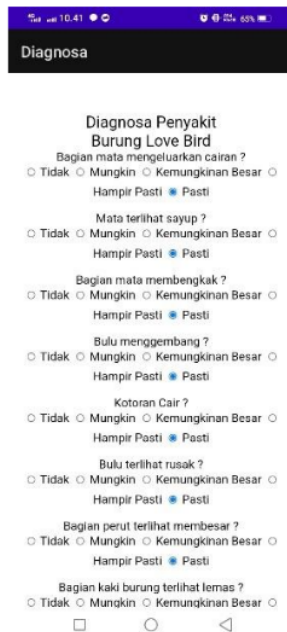 10.41 65%
Diagnosa
Diagnosa Penyakit
Burung Love Bird
Bagian mata mengeluarkan cairan ?
Tidak Mungkin Kemungkinan Besar
Hampir Pasti Pasti
Mata terlihat sayup ?
Tidak Mungkin Kemungkinan Besar
Hampir Pasti Pasti
Bagian mata membengkak ?
Tidak Mungkin Kemungkinan Besar
Hampir Pasti Pasti
Bulu menggembang ?
Tidak Mungkin Kemungkinan Besar
Hampir Pasti Pasti
Kotoran Cair ?
Tidak Mungkin Kemungkinan Besar
Hampir Pasti Pasti
Bulu terlihat rusak ?
Tidak Mungkin Kemungkinan Besar
Hampir Pasti Pasti
Bagian perut terlihat membesar ?
Tidak Mungkin Kemungkinan Besar
Hampir Pasti Pasti
Bagian kaki burung terlihat lemas ?
Tidak Mungkin Kemungkinan Besar